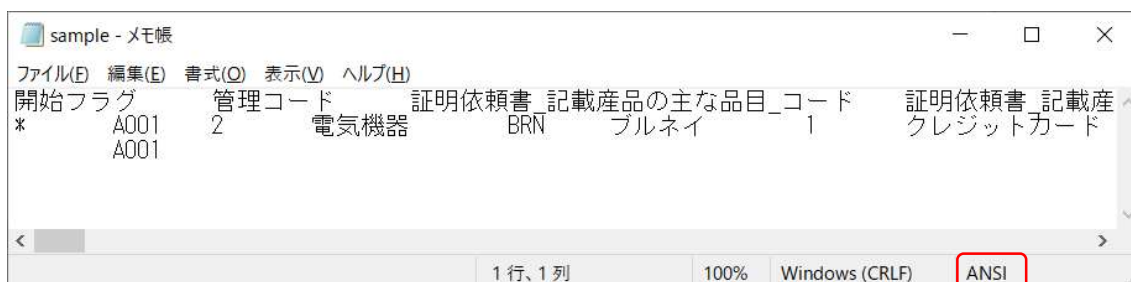 sample - メモ帳
ファイル(F) 編集(E) 書式(O) 表示(V) ヘルプ(H)
開始フラグ 管理コード 証明依頼書_記載産品の主な品目_コード 証明依頼書_記載産
* A001 2 電気機器 BRN ブルネイ 1 クレジットカード
A001
1 行、1 列 100% Windows (CRLF) ANSI